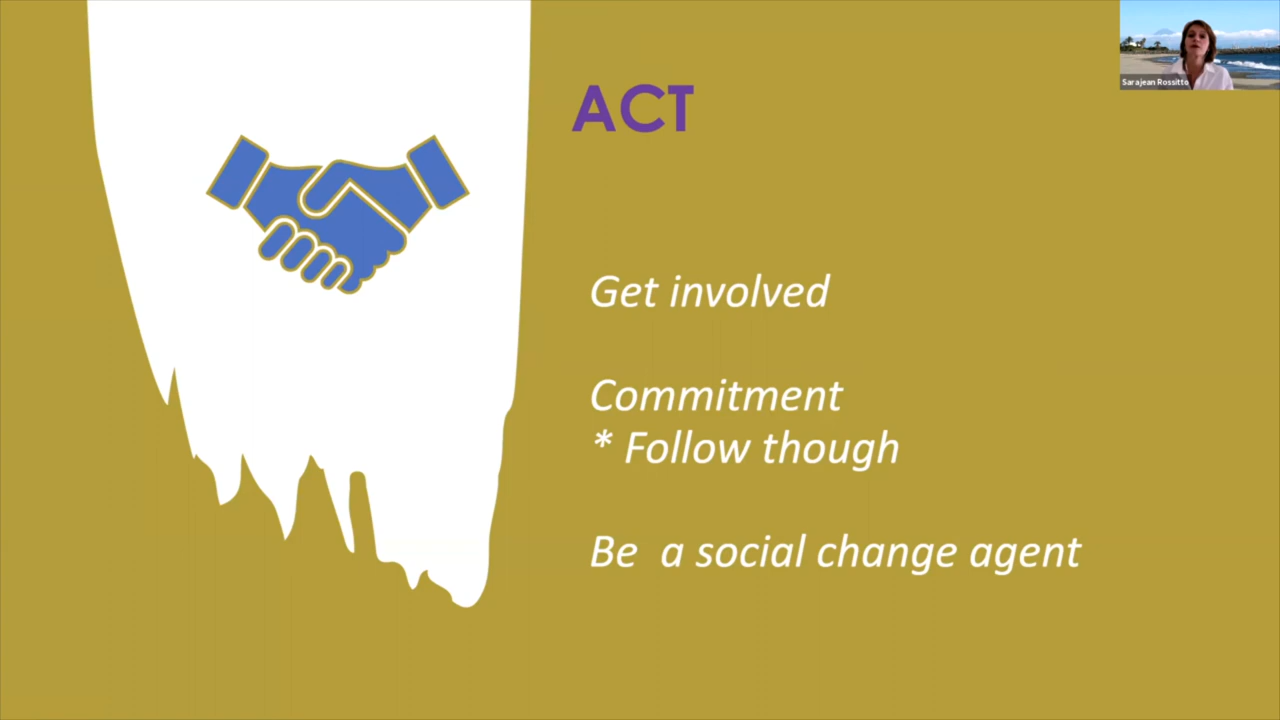 ACT
Sarajean Rossitto
Get involved
Commitment
* Follow though
Be a social change agent